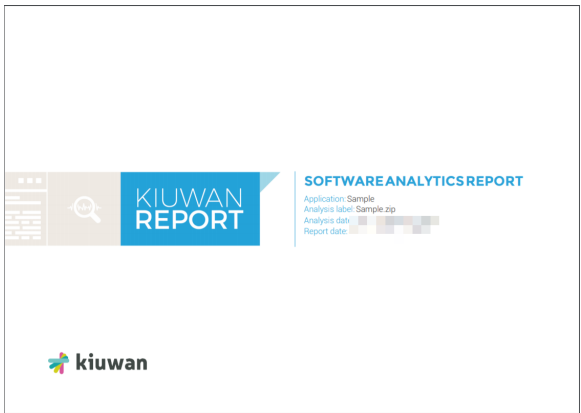 KIUWAN
REPORT
SOFTWARE ANALYTICS REPORT
Application: Sample
Analysis label: Sample.zip
Analysis date:
Report date:
kiuwan